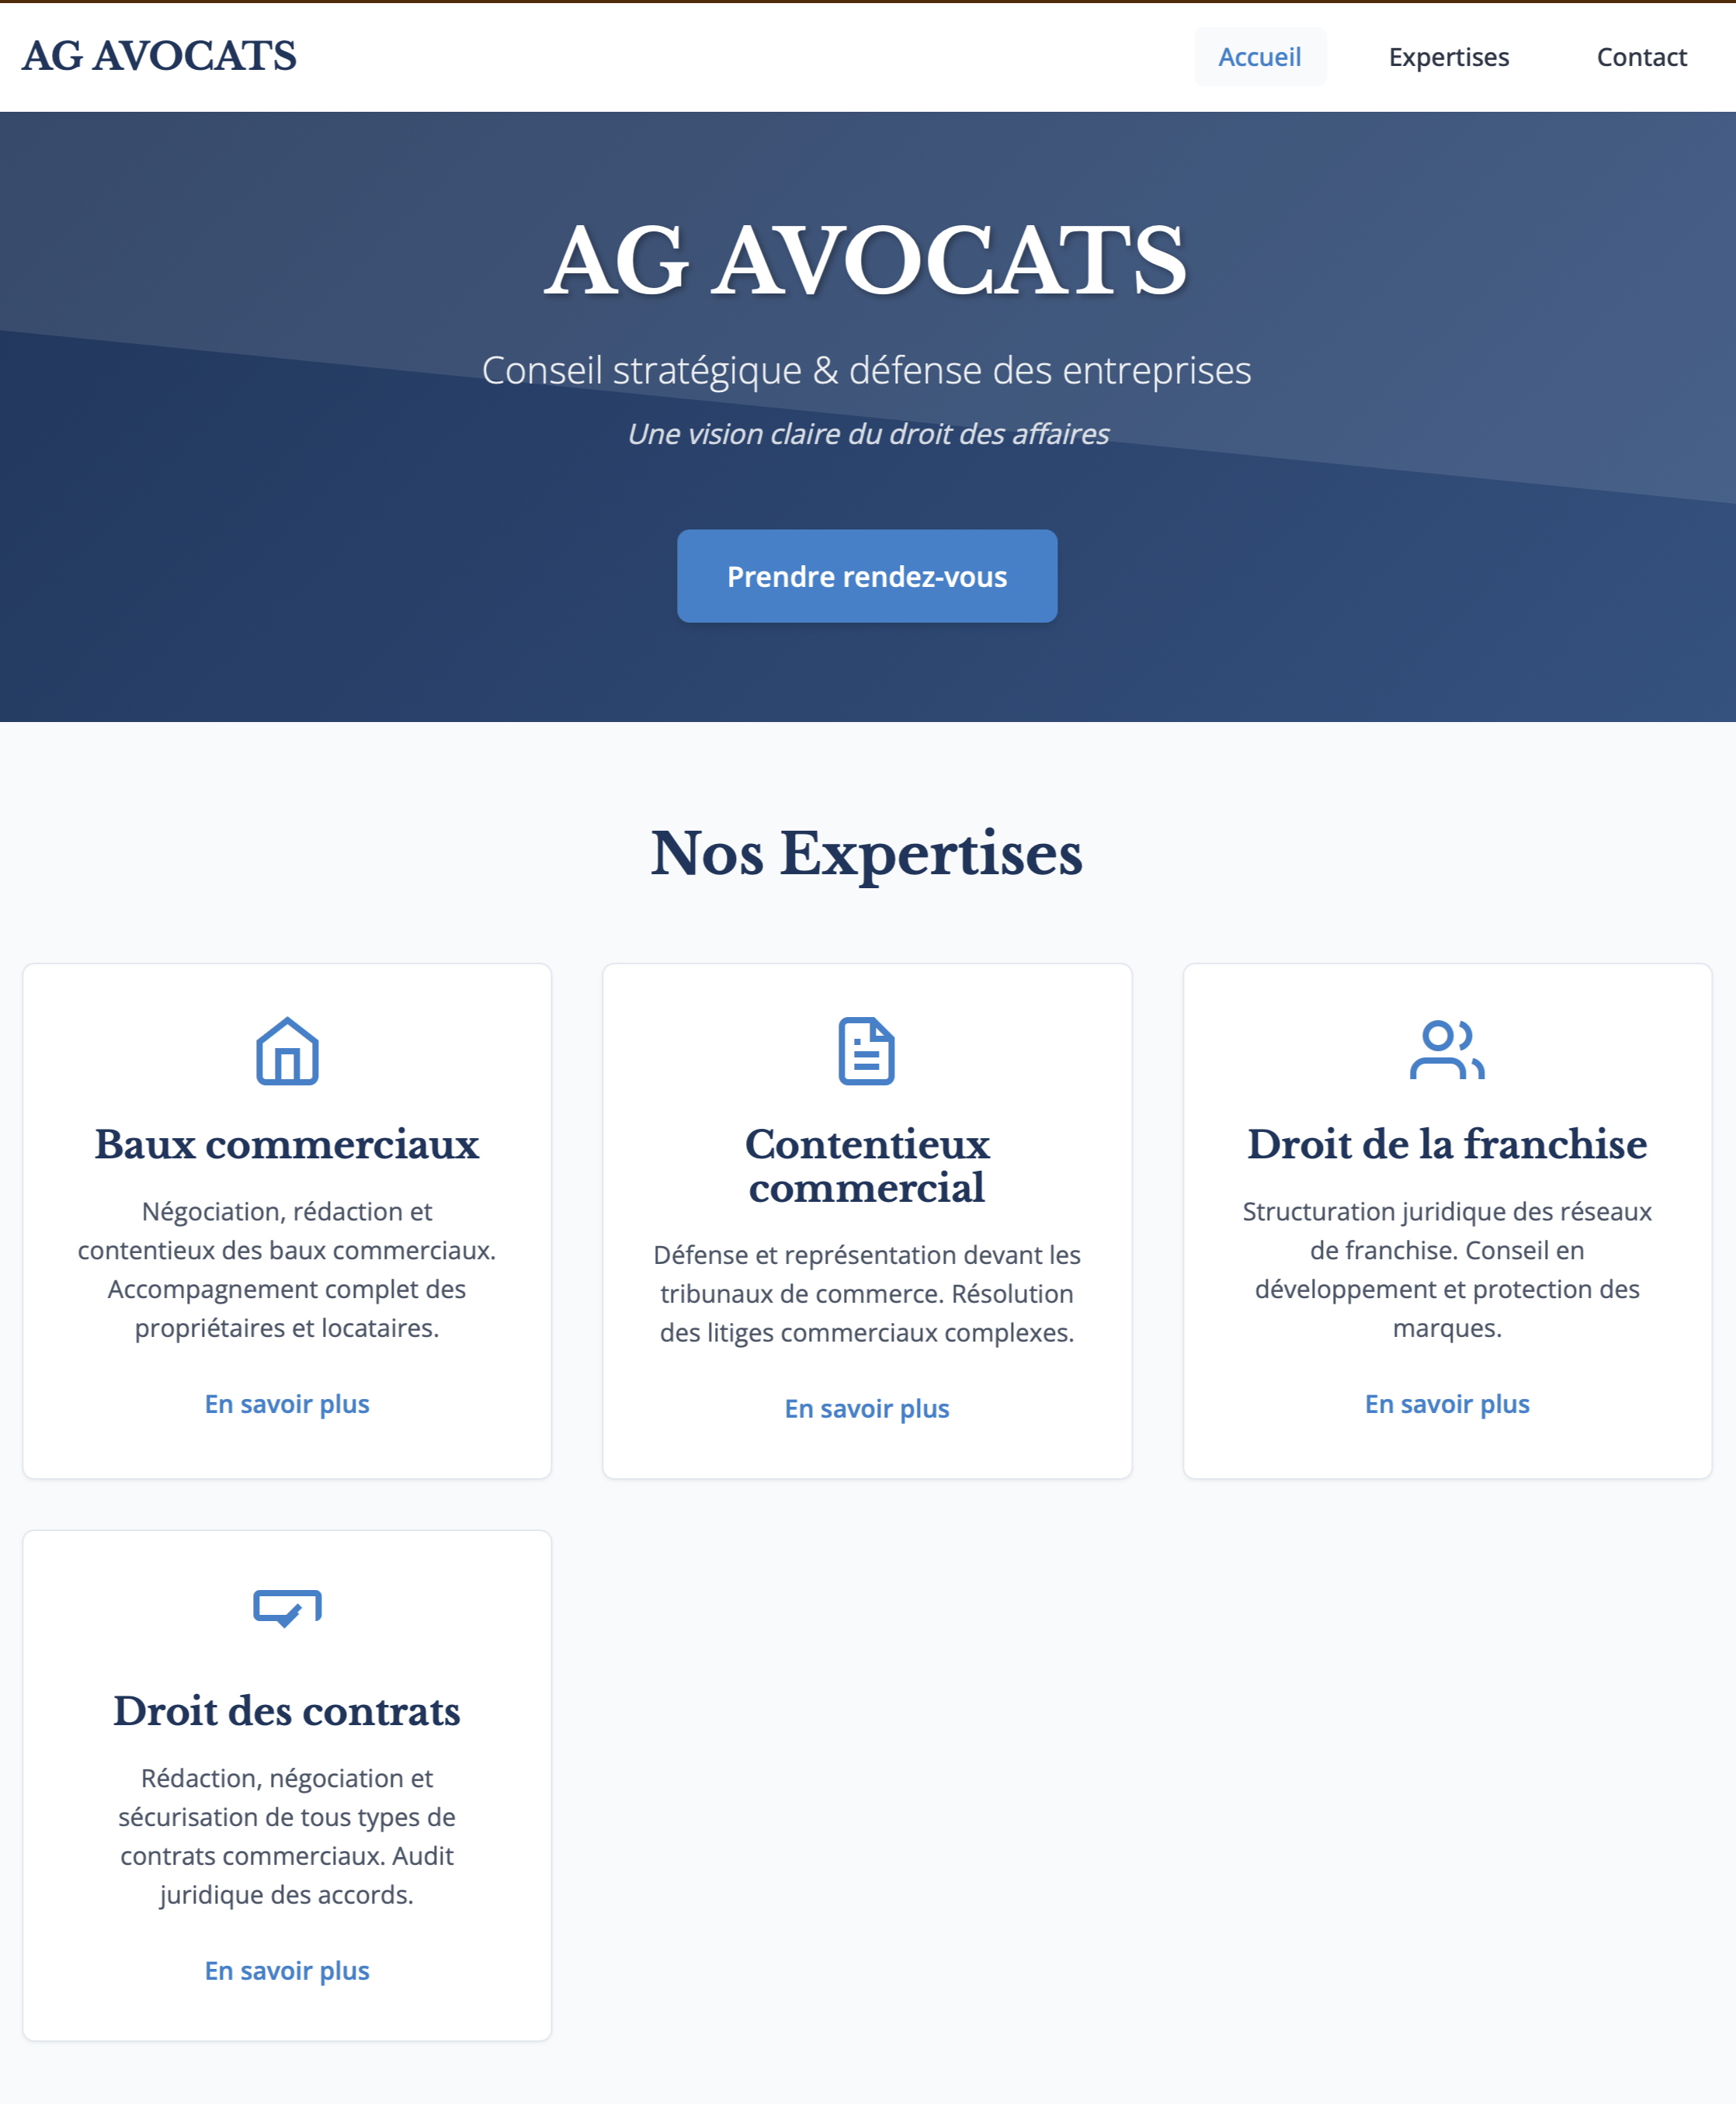 AG AVOCATS
Accueil
Expertises
Contact
AG AVOCATS
Conseil stratégique & défense des entreprises
Une vision claire du droit des affaires
Prendre rendez-vous
Nos Expertises
Baux commerciaux
Négociation, rédaction et
contentieux des baux commerciaux.
Accompagnement complet des
propriétaires et locataires.
En savoir plus
Contentieux
commercial
Défense et représentation devant les
tribunaux de commerce. Résolution
des litiges commerciaux complexes.
En savoir plus
Droit de la franchise
Structuration juridique des réseaux
de franchise. Conseil en
développement et protection des
marques.
En savoir plus
Droit des contrats
Rédaction, négociation et
sécurisation de tous types de
contrats commerciaux. Audit
juridique des accords.
En savoir plus